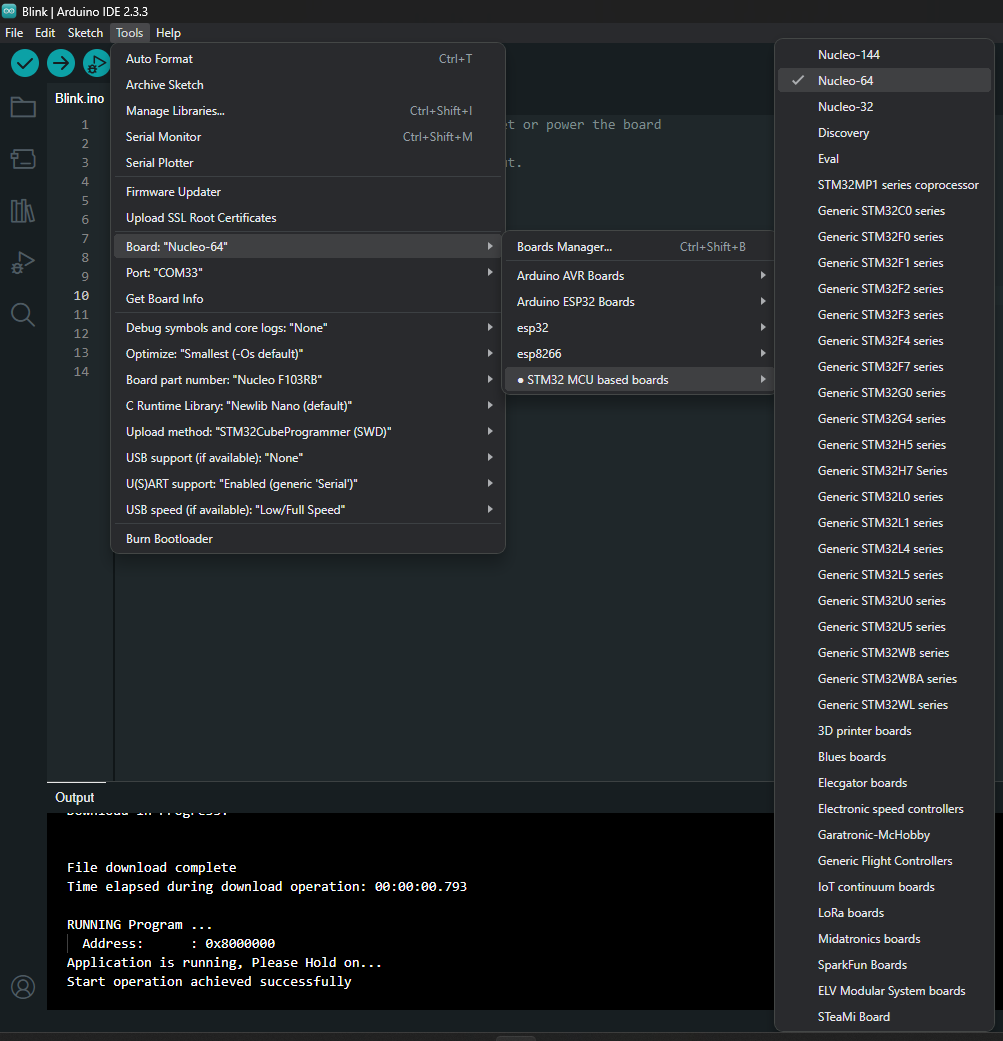 Blink | Arduino IDE 2.3.3
File Edit Sketch Tools Help
Blink.ino
1
2
3
4
5
6
7
8
9
10
11
12
13
14
or power the board
Auto Format Ctrl+T
Archive Sketch
Manage Libraries... Ctrl+Shift+I
Serial Monitor Ctrl+Shift+M
Serial Plotter
Firmware Updater
Upload SSL Root Certificates
Board: "Nucleo-64"
Port: "COM33"
Get Board Info
Debug symbols and core logs: "None"
Optimize: "Smallest (-Os default)"
Board part number: "Nucleo F103RB"
C Runtime Library: "Newlib Nano (default)"
Upload method: "STM32CubeProgrammer (SWD)"
USB support (if available): "None"
U(S)ART support: "Enabled (generic 'Serial')"
USB speed (if available): "Low/Full Speed"
Burn Bootloader
Boards Manager... Ctrl+Shift+B
Arduino AVR Boards
Arduino ESP32 Boards
esp32
esp8266
• STM32 MCU based boards
Nucleo-144
✓ Nucleo-64
Nucleo-32
Discovery
Eval
STM32MP1 series coprocessor
Generic STM32C0 series
Generic STM32F0 series
Generic STM32F1 series
Generic STM32F2 series
Generic STM32F3 series
Generic STM32F4 series
Generic STM32F7 series
Generic STM32G0 series
Generic STM32G4 series
Generic STM32H5 series
Generic STM32H7 Series
Generic STM32L0 series
Generic STM32L1 series
Generic STM32L4 series
Generic STM32L5 series
Generic STM32U0 series
Generic STM32U5 series
Generic STM32WB series
Generic STM32WBA series
Generic STM32WL series
3D printer boards
Blues boards
Elecgator boards
Electronic speed controllers
Garatronic-McHobby
Generic Flight Controllers
IoT continuum boards
LoRa boards
Midatronics boards
SparkFun Boards
ELV Modular System boards
STeaMi Board
Output
Download in Progress:
File download complete
Time elapsed during download operation: 00:00:00.793
RUNNING Program ...
Address: : 0x8000000
Application is running, Please Hold on...
Start operation achieved successfully